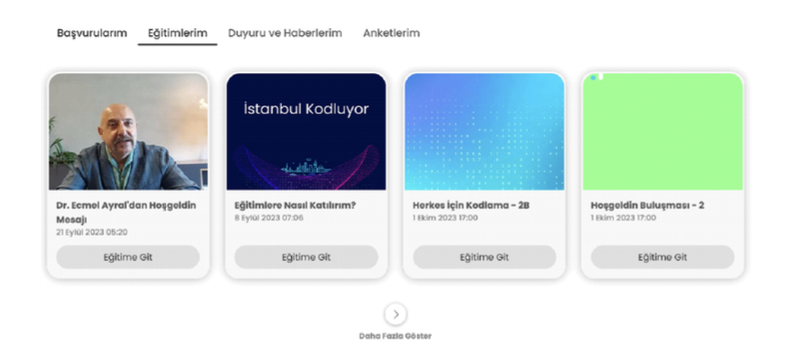 Başvurularım Eğitimlerim Duyuru ve Haberlerim Anketlerim
İstanbul Kodluyor
Dr. Ecmel Ayral'dan Hoşgeldin
Mesajı
21 Eylül 2023 05:20
Eğitime Git
Eğitimlere Nasıl Katılırım?
8 Eylül 2023 07:06
Eğitime Git
Herkes İçin Kodlama - 2B
1 Ekim 2023 17:00
Eğitime Git
Hoşgeldin Buluşması - 2
1 Ekim 2023 17:00
Eğitime Git
Daha Fazla Göster